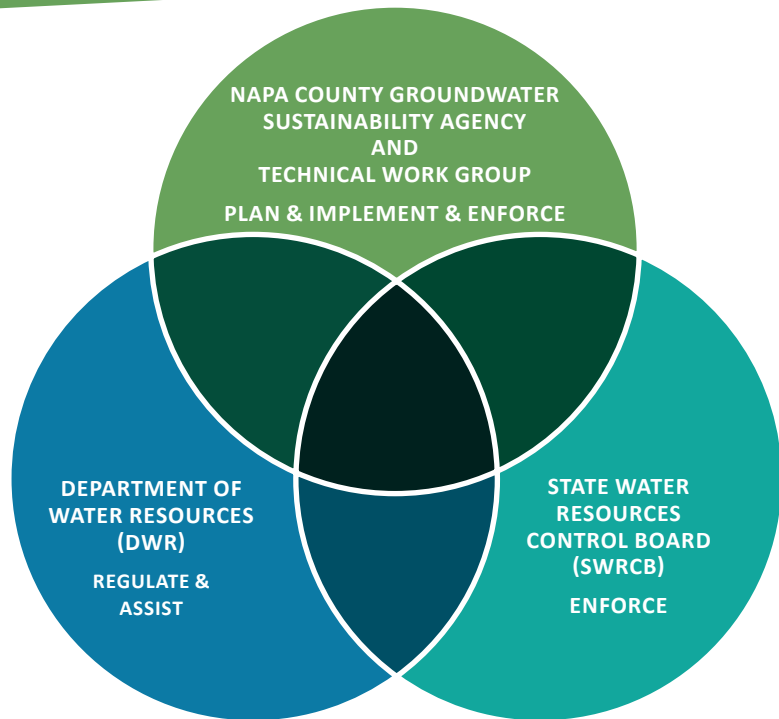 NAPA COUNTY GROUNDWATER
SUSTAINABILITY AGENCY
AND
TECHNICAL WORK GROUP
PLAN & IMPLEMENT & ENFORCE
DEPARTMENT OF
WATER RESOURCES
(DWR)
REGULATE &
ASSIST
STATE WATER
RESOURCES
CONTROL BOARD
(SWRCB)
ENFORCE